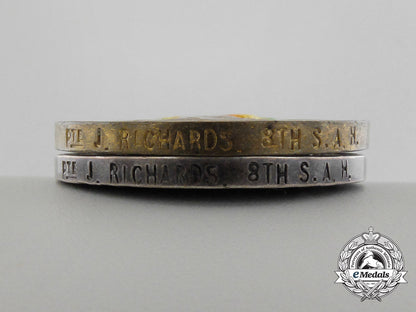 PTE J. RICHARDS. 8TH S.A.H.
PTE J. RICHARDS. 8TH S.A.H.
eMedals